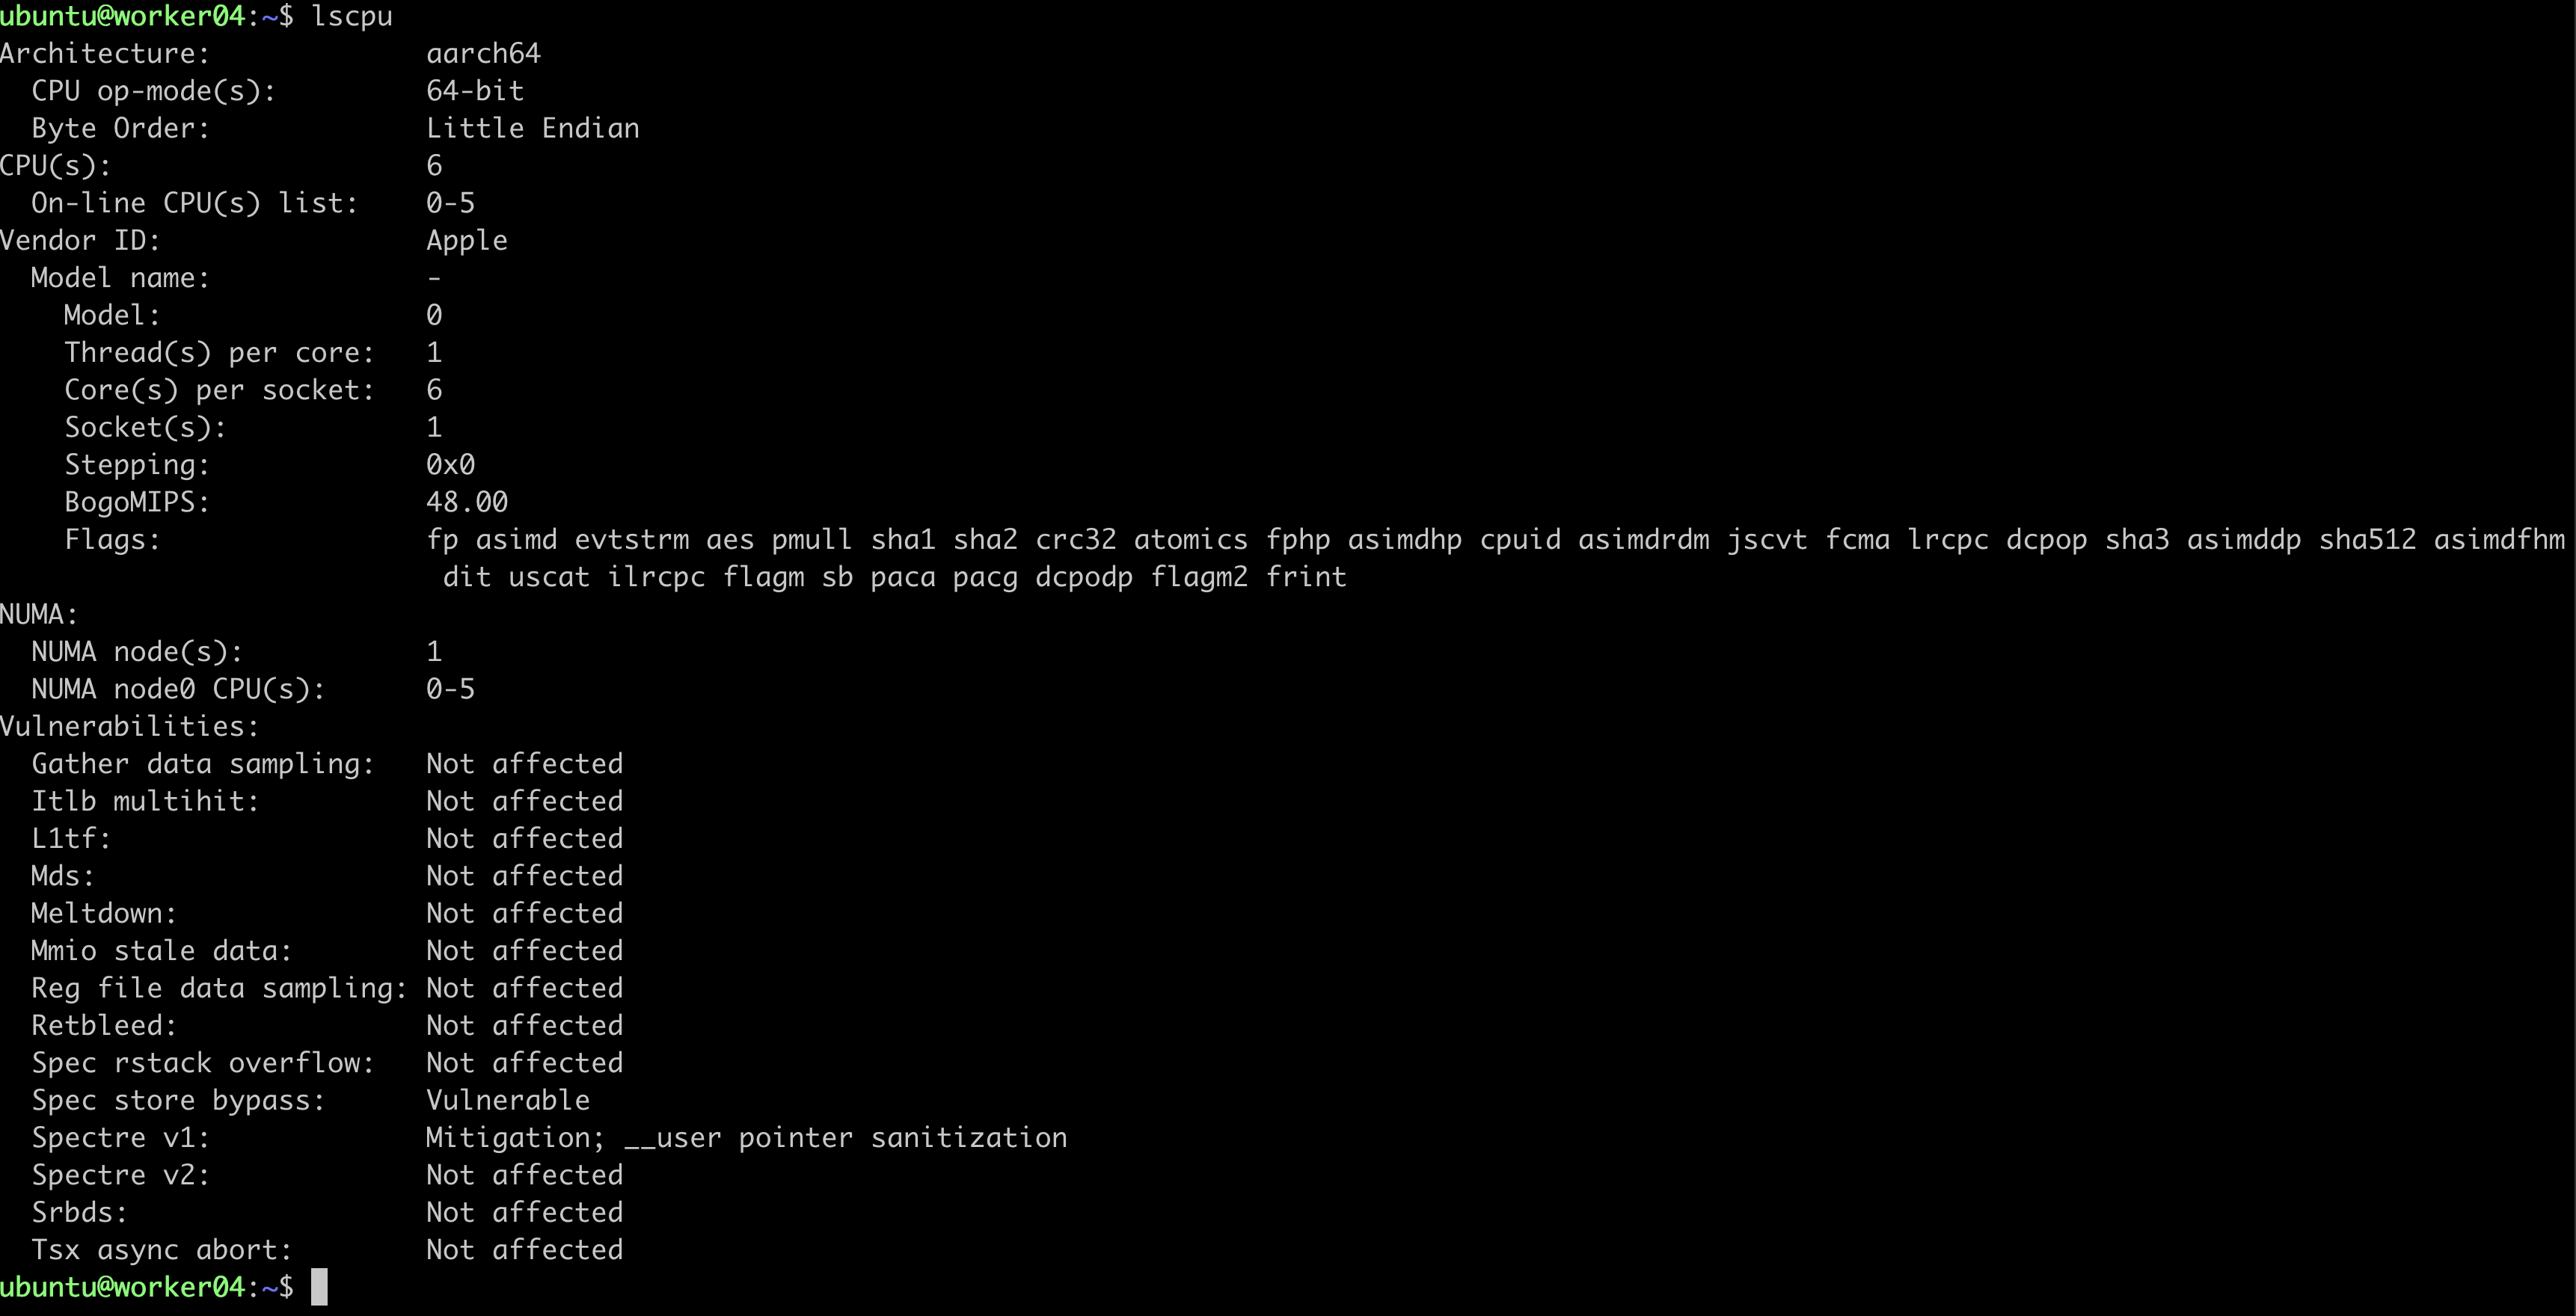 ubuntu@worker04:~$ lscpu
Architecture:             aarch64
  CPU op-mode(s):         64-bit
  Byte Order:             Little Endian
CPU(s):                   6
  On-line CPU(s) list:    0-5
Vendor ID:                Apple
  Model name:             -
    Model:                0
    Thread(s) per core:   1
    Core(s) per socket:   6
    Socket(s):            1
    Stepping:             0x0
    BogoMIPS:             48.00
    Flags:                fp asimd evtstrm aes pmull sha1 sha2 crc32 atomics fphp asimdhp cpuid asimdrdm jscvt fcma lrcpc dcpop sha3 asimddp sha512 asimdfhm
                           dit uscat ilrcpc flagm sb paca pacg dcpodp flagm2 frint
NUMA:
  NUMA node(s):           1
  NUMA node0 CPU(s):      0-5
Vulnerabilities:
  Gather data sampling:   Not affected
  Itlb multihit:          Not affected
  L1tf:                   Not affected
  Mds:                    Not affected
  Meltdown:               Not affected
  Mmio stale data:        Not affected
  Reg file data sampling: Not affected
  Retbleed:               Not affected
  Spec rstack overflow:   Not affected
  Spec store bypass:      Vulnerable
  Spectre v1:             Mitigation; __user pointer sanitization
  Spectre v2:             Not affected
  Srbds:                  Not affected
  Tsx async abort:        Not affected
ubuntu@worker04:~$